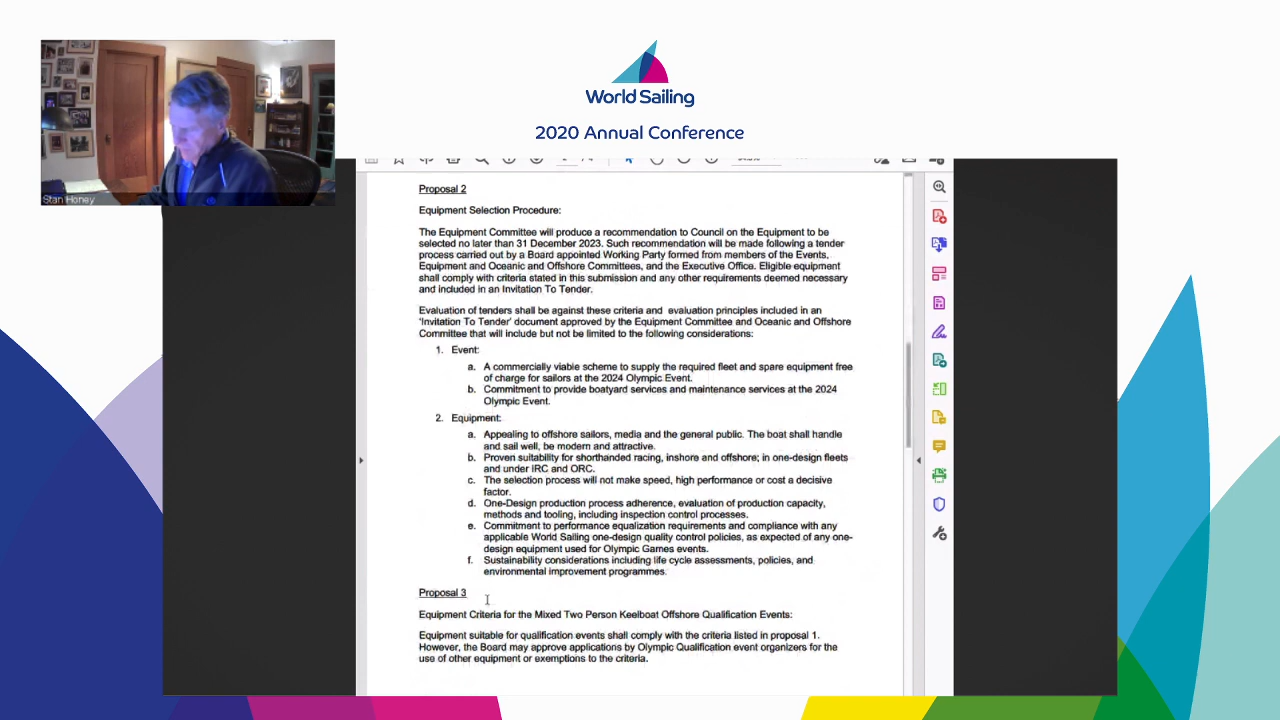 World Sailing
2020 Annual Conference
Stan Honey
Proposal 2
Equipment Selection Procedure:
The Equipment Committee will produce a recommendation to Council on the Equipment to be
selected no later than 31 December 2023. Such recommendation will be made following a tender
process carried out by a Board appointed Working Party formed from members of the Events,
Equipment and Oceanic and Offshore Committees, and the Executive Office. Eligible equipment
shall comply with criteria stated in this submission and any other requirements deemed necessary
and included in an Invitation To Tender.
Evaluation of tenders shall be against these criteria and evaluation principles included in an
'Invitation To Tender' document approved by the Equipment Committee and Oceanic and Offshore
Committee that will include but not be limited to the following considerations:
1. Event:
a. A commercially viable scheme to supply the required fleet and spare equipment free
of charge for sailors at the 2024 Olympic Event.
b. Commitment to provide boatyard services and maintenance services at the 2024
Olympic Event.
2. Equipment:
a. Appealing to offshore sailors, media and the general public. The boat shall handle
and sail well, be modern and attractive.
b. Proven suitability for shorthanded racing, inshore and offshore; in one-design fleets
and under IRC and ORC.
c. The selection process will not make speed, high performance or cost a decisive
factor.
d. One-Design production process adherence, evaluation of production capacity,
methods and tooling, including inspection control processes.
e. Commitment to performance equalization requirements and compliance with any
applicable World Sailing one-design quality control policies, as expected of any one-
design equipment used for Olympic Games events.
f. Sustainability considerations including life cycle assessments, policies, and
environmental improvement programmes.
Proposal 3
Equipment Criteria for the Mixed Two Person Keelboat Offshore Qualification Events:
Equipment suitable for qualification events shall comply with the criteria listed in proposal 1.
However, the Board may approve applications by Olympic Qualification event organizers for the
use of other equipment or exemptions to the criteria.